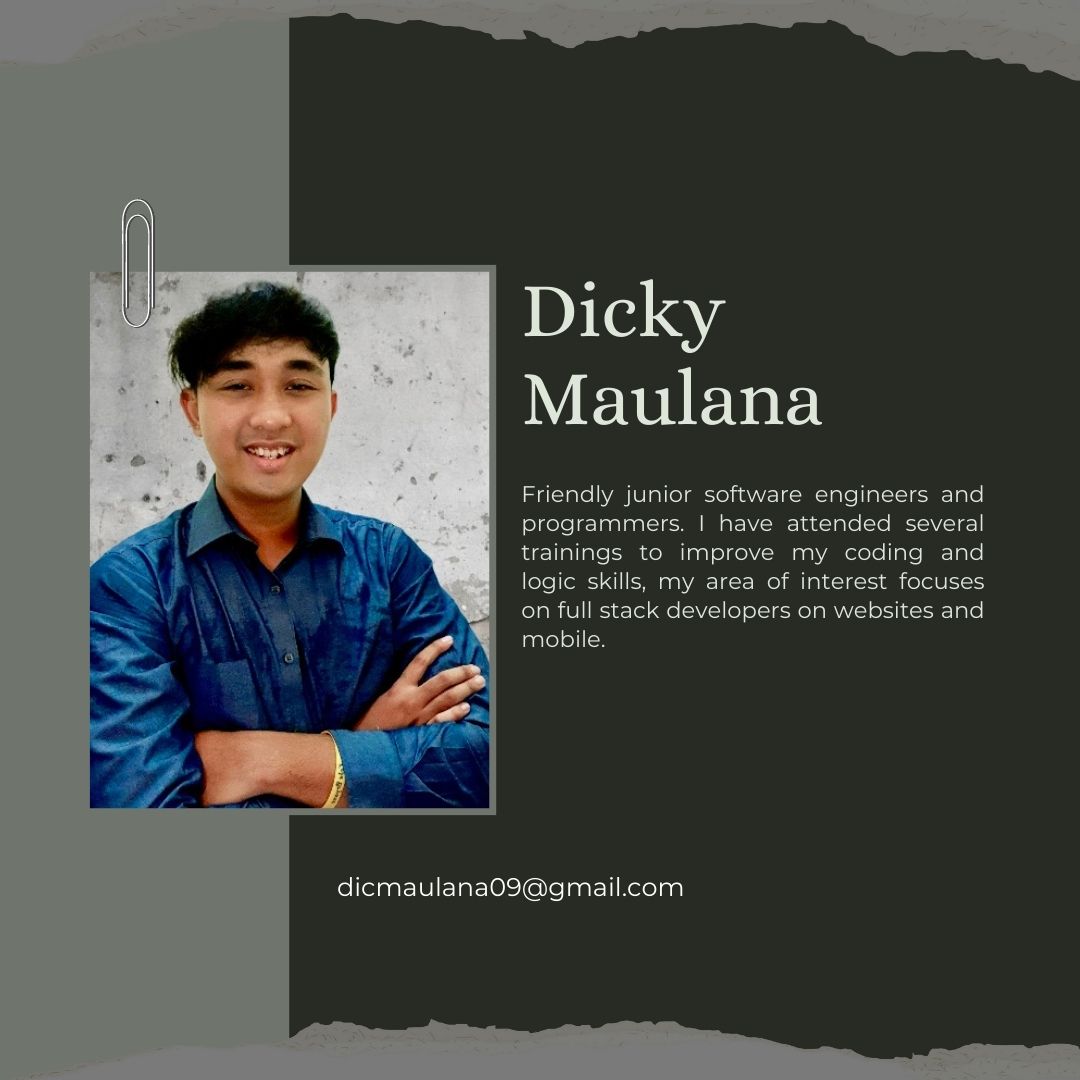 Dicky
Maulana
Friendly junior software engineers and
programmers. I have attended several
trainings to improve my coding and
logic skills, my area of interest focuses
on full stack developers on websites and
mobile.
dicmaulana09@gmail.com